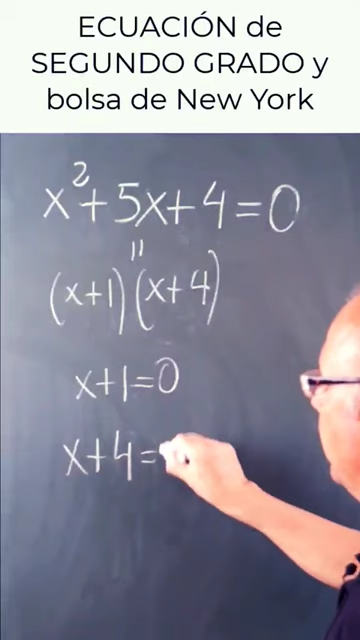 ECUACIÓN de
SEGUNDO GRADO y
bolsa de New York
x²+5x+4=0
"
(x+1)(x+4)
x+1=0
x+4=